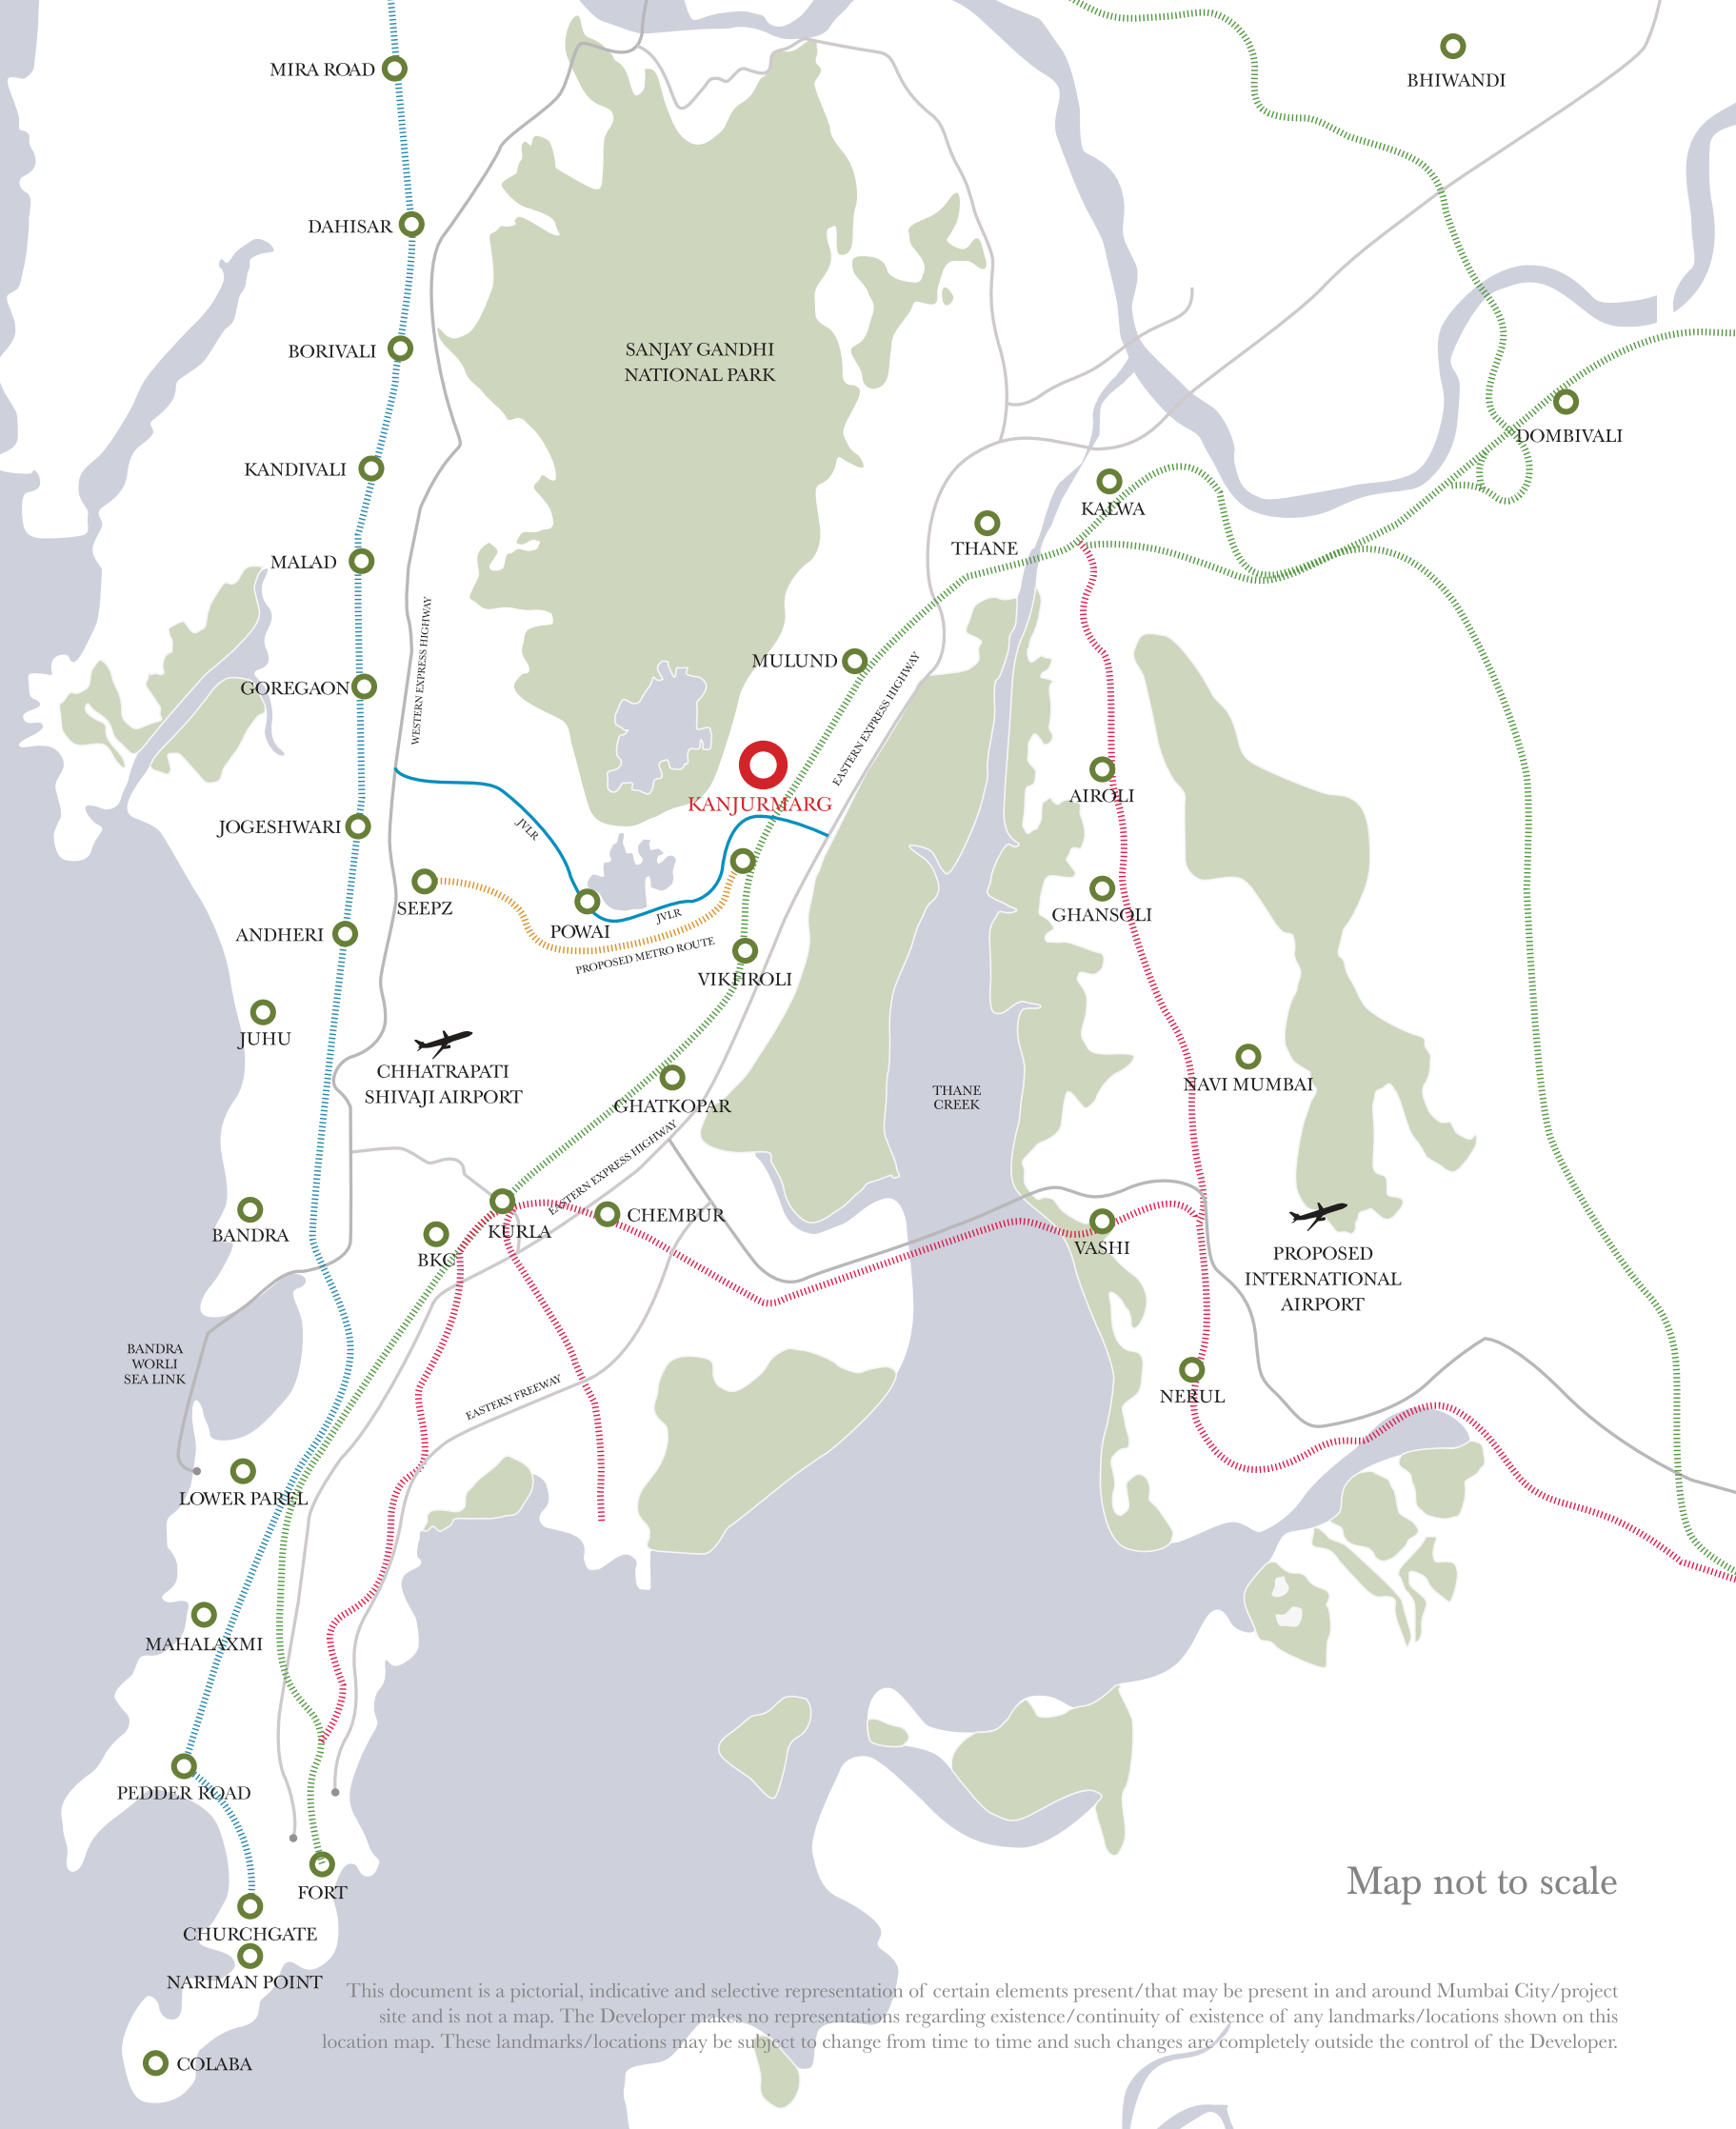 MIRA ROAD
BHIWANDI
DAHISAR
BORIVALI
SANJAY GANDHI
NATIONAL PARK
DOMBIVALI
KANDIVALI
KALWA
THANE
MALAD
WESTERN EXPRESS HIGHWAY
MULUND
GOREGAON
EASTERN EXPRESS HIGHWAY
KANJURMARG
AIROLI
JOGESHWARI
JVLR
SEEPZ
POWAI
JVLR
GHANSOLI
ANDHERI
PROPOSED METRO ROUTE
VIKHROLI
JUHU
CHHATRAPATI
SHIVAJI AIRPORT
THANE
CREEK
NAVI MUMBAI
GHATKOPAR
EASTERN EXPRESS HIGHWAY
CHEMBUR
BANDRA
KURLA
BKC
VASHI
PROPOSED
INTERNATIONAL
AIRPORT
BANDRA
WORLI
SEA LINK
EASTERN FREEWAY
NERUL
LOWER PAREL
MAHALAXMI
PEDDER ROAD
Map not to scale
FORT
CHURCHGATE
NARIMAN POINT
This document is a pictorial, indicative and selective representation of certain elements present/that may be present in and around Mumbai City/project
site and is not a map. The Developer makes no representations regarding existence/continuity of existence of any landmarks/locations shown on this
location map. These landmarks/locations may be subject to change from time to time and such changes are completely outside the control of the Developer.
COLABA